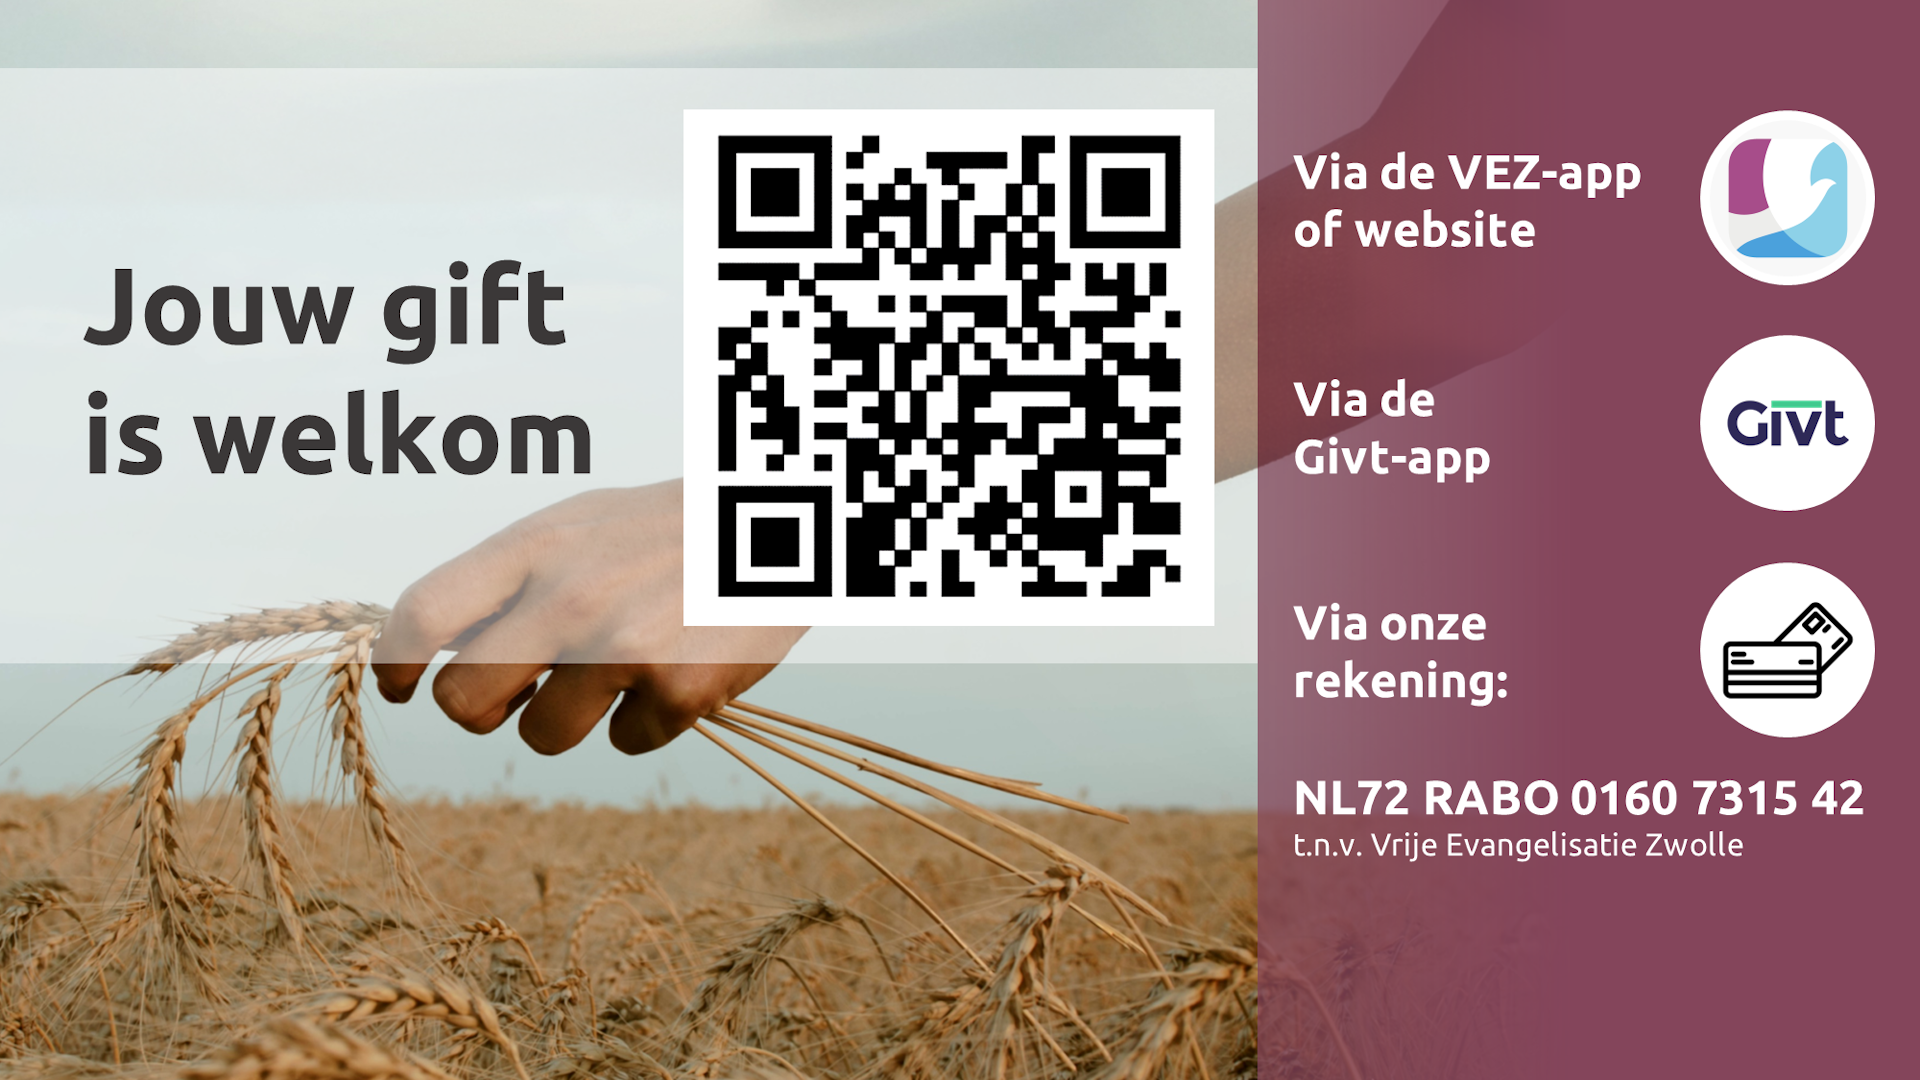 Jouw gift
is welkom
Via de VEZ-app
of website
Via de
Givt-app
Givt
Via onze
rekening:
NL72 RABO 0160 7315 42
t.n.v. Vrije Evangelisatie Zwolle